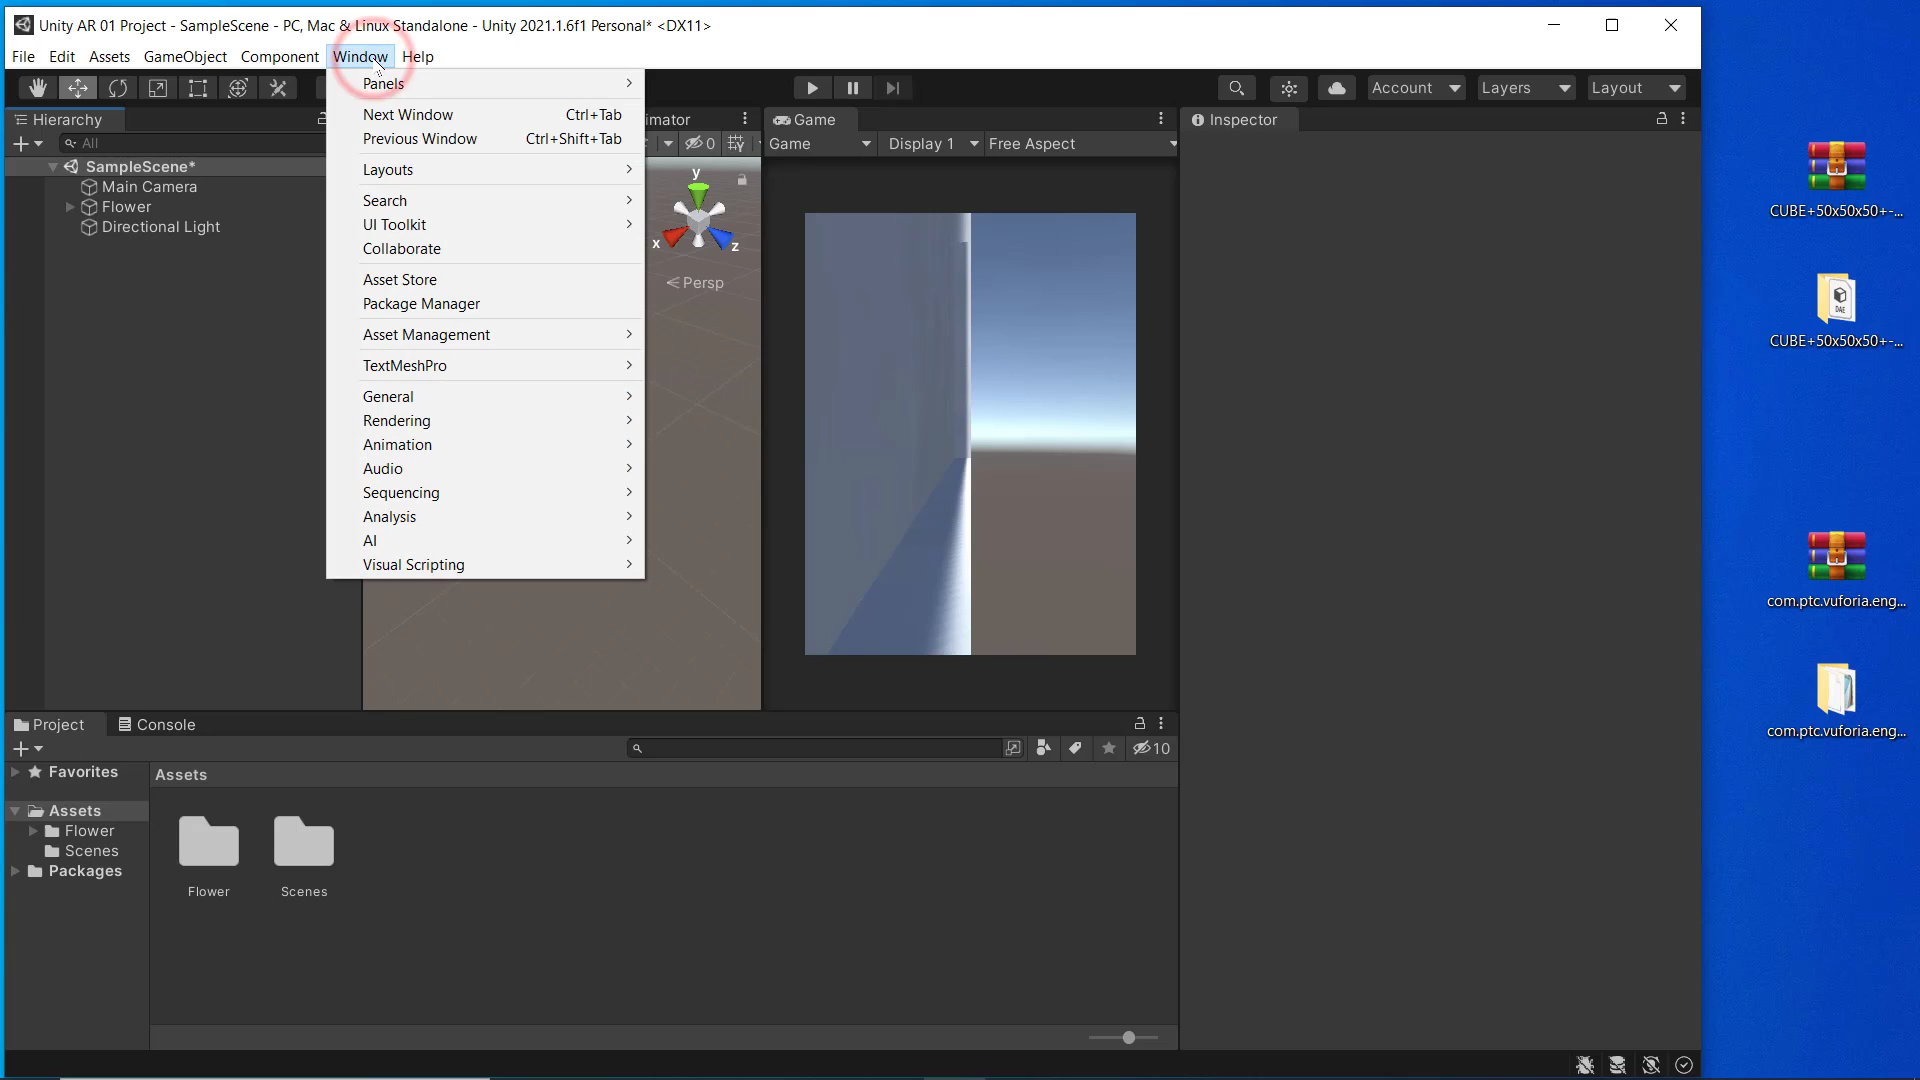 Unity AR 01 Project - SampleScene - PC, Mac & Linux Standalone - Unity 2021.1.6f1 Personal* <DX11>
File Edit Assets GameObject Component Window Help
Account Layers Layout
Hierarchy
All
SampleScene*
Main Camera
Flower
Directional Light
Panels
Next Window Ctrl+Tab
Previous Window Ctrl+Shift+Tab
Layouts
Search
UI Toolkit
Collaborate
Asset Store
Package Manager
Asset Management
TextMeshPro
General
Rendering
Animation
Audio
Sequencing
Analysis
AI
Visual Scripting
imator
0
y
x
z
Persp
Game
Game Display 1 Free Aspect
Inspector
Project Console
10
Favorites
Assets
Flower
Scenes
Packages
Assets
Flower Scenes
CUBE+50x50x50+-...
DAE
CUBE+50x50x50+-...
com.ptc.vuforia.eng...
com.ptc.vuforia.eng...